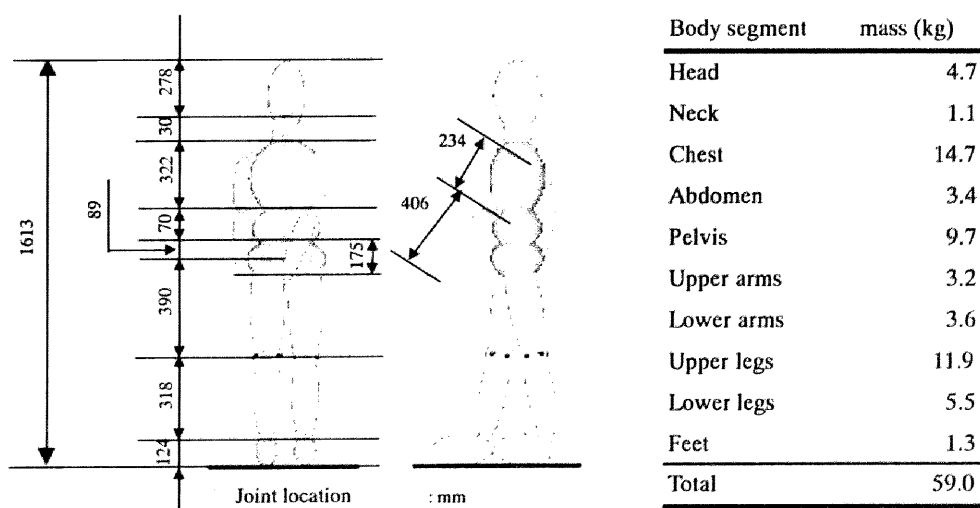 1613
278
30
322
89
70
175
390
318
124
234
406
Joint location : mm
Body segment mass (kg)
Head 4.7
Neck 1.1
Chest 14.7
Abdomen 3.4
Pelvis 9.7
Upper arms 3.2
Lower arms 3.6
Upper legs 11.9
Lower legs 5.5
Feet 1.3
Total 59.0